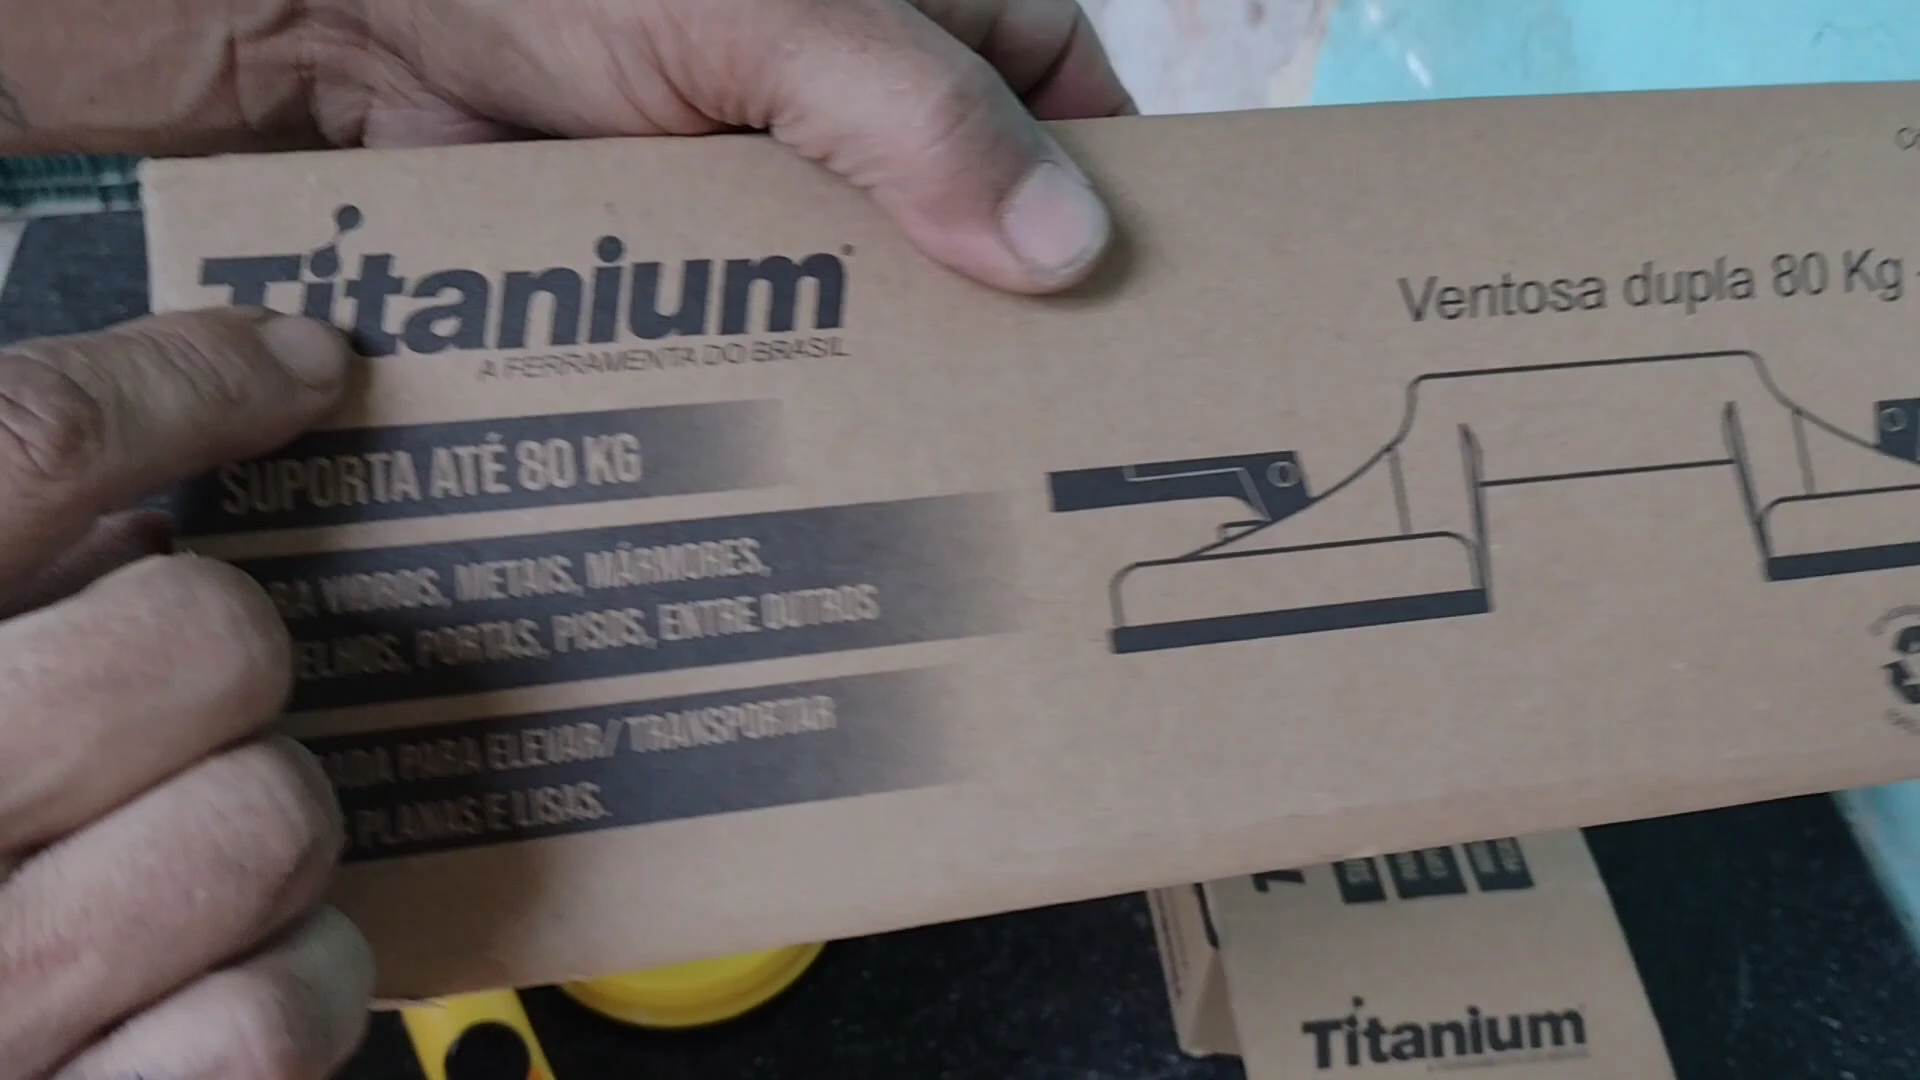 Titanium
A FERRAMENTA DO BRASIL
SUPORTA ATÉ 80 KG
VIDROS, METAIS, MÁRMORES,
PORTAS, PISOS, ENTRE OUTROS
PARA ELEVAR/ TRANSPORTAR
PLANAS E LISAS.
Ventosa dupla 80 Kg
Titanium